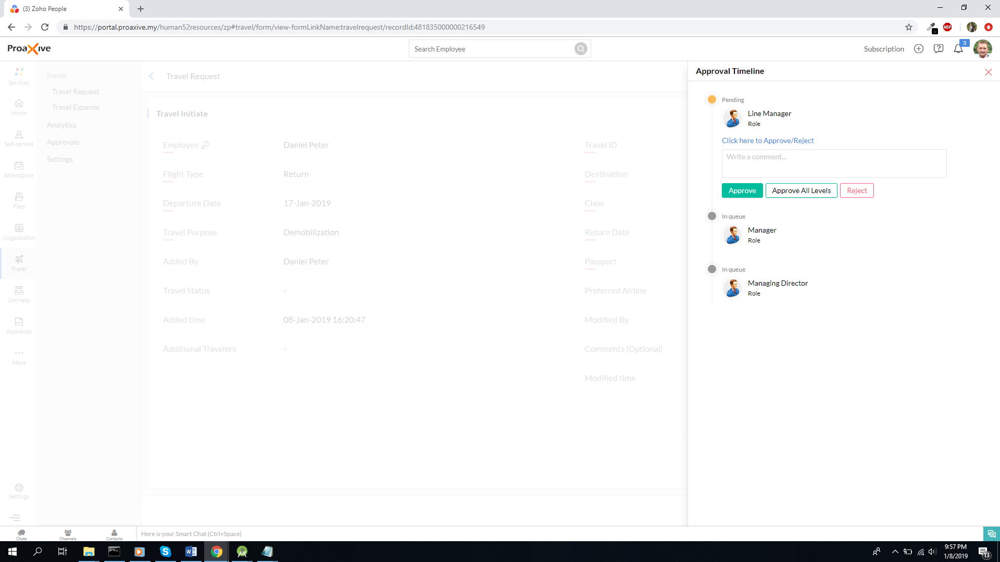 (3) Zoho People
https://portal.proaxive.my/human52resources/zp#travel/form/view-formLinkName:travelrequest/recordId:481835000000216549
ABP
ProaXive
Search Employee
Subscription
3
Services
Home
Self-service
Attendance
Files
Organization
Travel
Get Help
Approvals
More
Settings
Forms
Travel Request
Travel Expense
Analytics
Approvals
Settings
Travel Request
Travel Initiate
Employee Daniel Peter Travel ID
Flight Type Return Destination
Departure Date 17-Jan-2019 Class
Travel Purpose Demobilization Return Date
Added By Daniel Peter Passport
Travel Status - Preferred Airline
Added time 08-Jan-2019 16:20:47 Modified By
Additional Travelers - Comments (Optional)
Modified time
Approval Timeline
Pending
Line Manager
Role
Click here to Approve/Reject
Write a comment...
Approve Approve All Levels Reject
In queue
Manager
Role
In queue
Managing Director
Role
Chats Channels Contacts Here is your Smart Chat (Ctrl+Space)
9:57 PM
1/8/2019
13